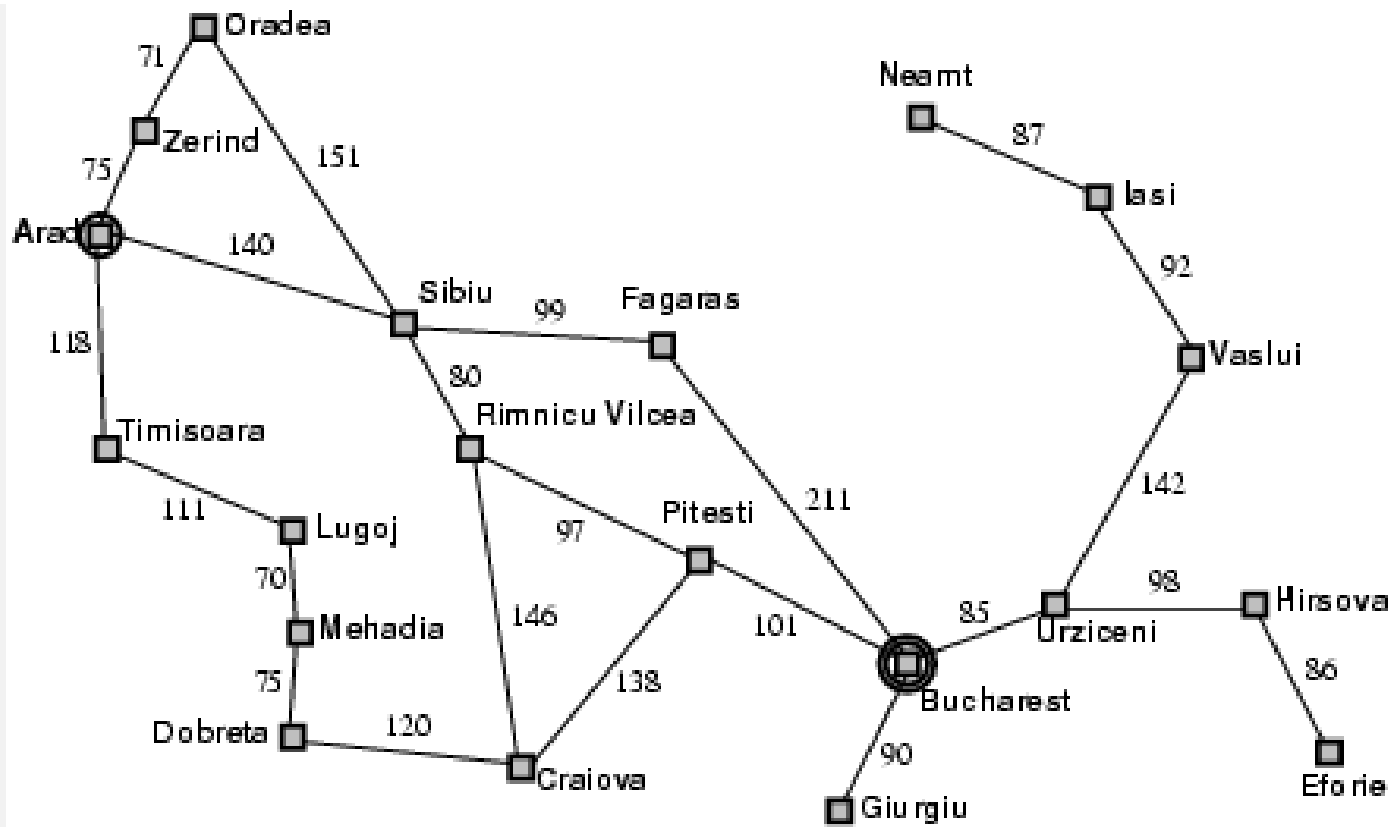 Oradea
71
Neamt
87
Zerind
151
75
Iasi
Arad
140
92
Sibiu
Fagaras
99
118
Vaslui
80
Timisoara
Rimnicu Vilcea
142
211
111
Lugoj
97
Pitesti
70
98
Hirsova
146
101
85
Urziceni
Mehadia
86
75
138
Bucharest
Dobreta
120
90
Craiova
Eforie
Giurgiu